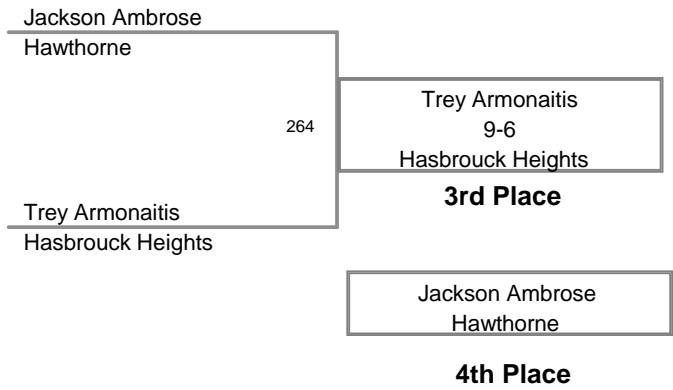 Jackson Ambrose
Hawthorne
264
Trey Armonaitis
9-6
Hasbrouck Heights
3rd Place
Trey Armonaitis
Hasbrouck Heights
Jackson Ambrose
Hawthorne
4th Place